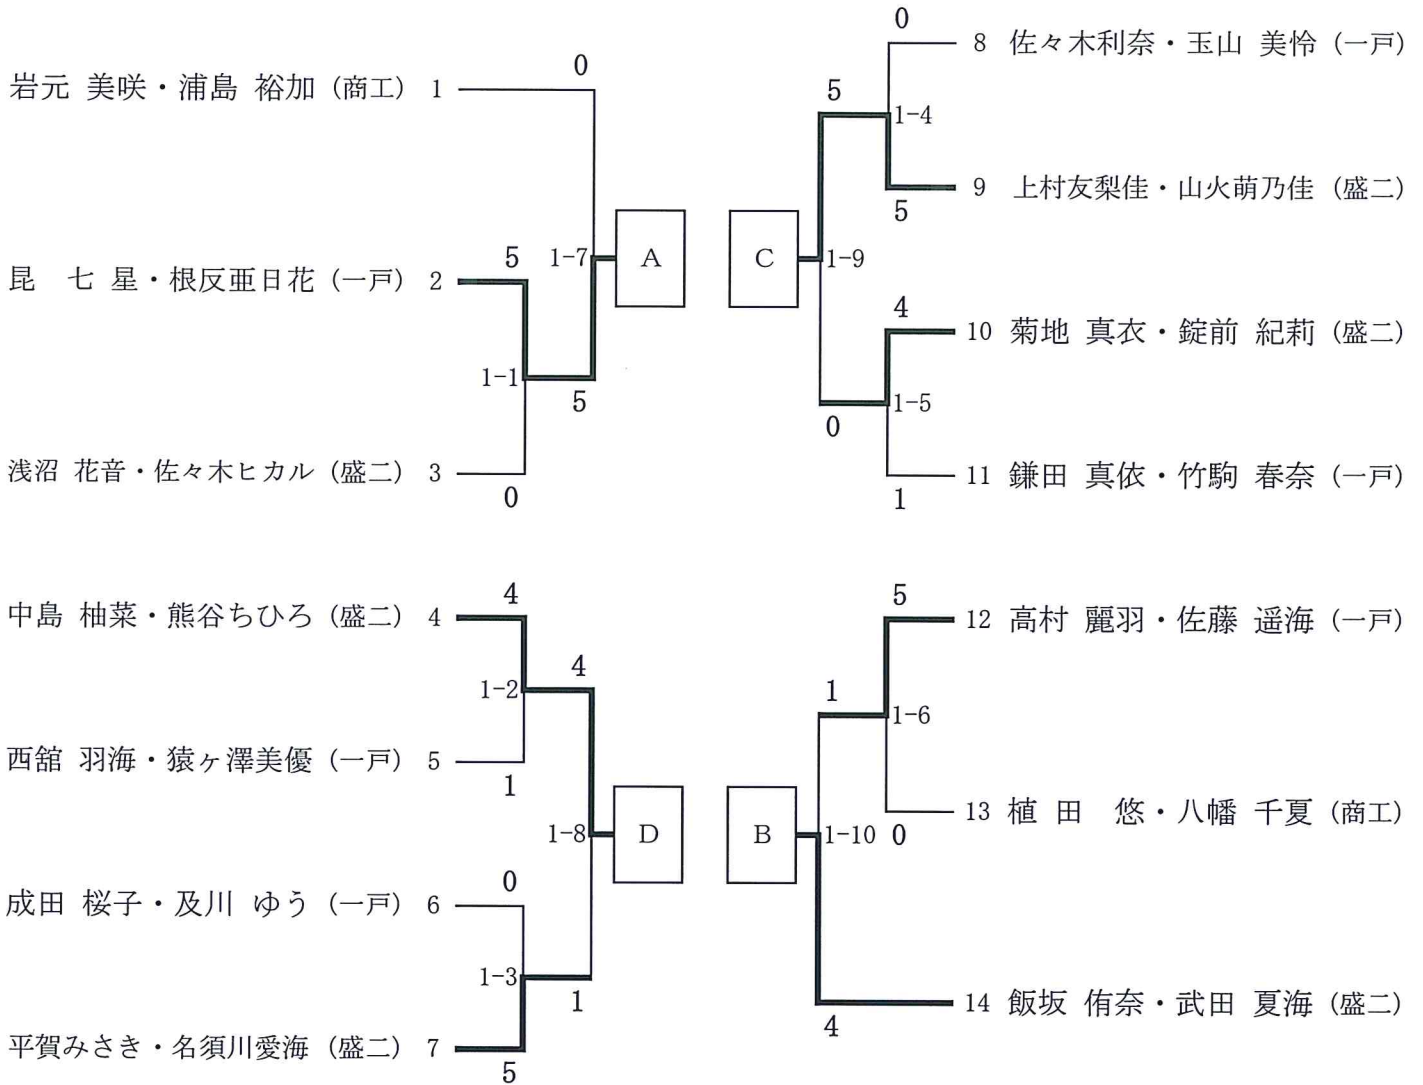 岩元 美咲・浦島 裕加 (商工) 1
0
昆 七 星・根反亜日花 (一戸) 2
5
1-7
A
1-1
5
浅沼 花音・佐々木ヒカル (盛二) 3
0
中島 柚菜・熊谷ちひろ (盛二) 4
4
4
1-2
西舘 羽海・猿ヶ澤美優 (一戸) 5
1
1-8
D
成田 桜子・及川 ゆう (一戸) 6
0
1-3
1
平賀みさき・名須川愛海 (盛二) 7
5
0
8 佐々木利奈・玉山 美怜 (一戸)
5
1-4
9 上村友梨佳・山火萌乃佳 (盛二)
5
C
1-9
4
10 菊地 真衣・錠前 紀莉 (盛二)
1-5
0
11 鎌田 真依・竹駒 春奈 (一戸)
1
5
12 高村 麗羽・佐藤 遥海 (一戸)
1
1-6
13 植 田 悠・八幡 千夏 (商工)
0
B
1-10
14 飯坂 侑奈・武田 夏海 (盛二)
4